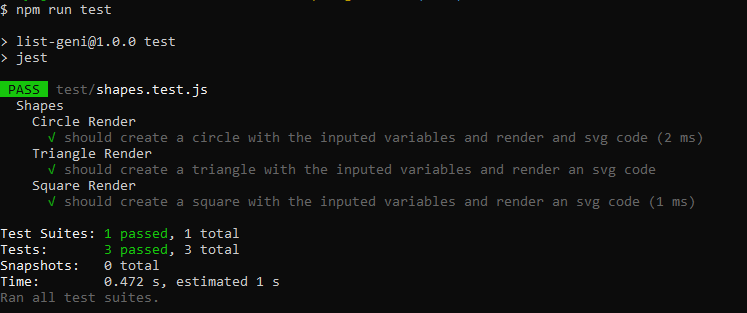 $ npm run test
> list-geni@1.0.0 test
> jest
PASS test/shapes.test.js
Shapes
Circle Render
√ should create a circle with the inputed variables and render and svg code (2 ms)
Triangle Render
√ should create a triangle with the inputed variables and render an svg code
Square Render
√ should create a square with the inputed variables and render an svg code (1 ms)
Test Suites: 1 passed, 1 total
Tests: 3 passed, 3 total
Snapshots: 0 total
Time: 0.472 s, estimated 1 s
Ran all test suites.